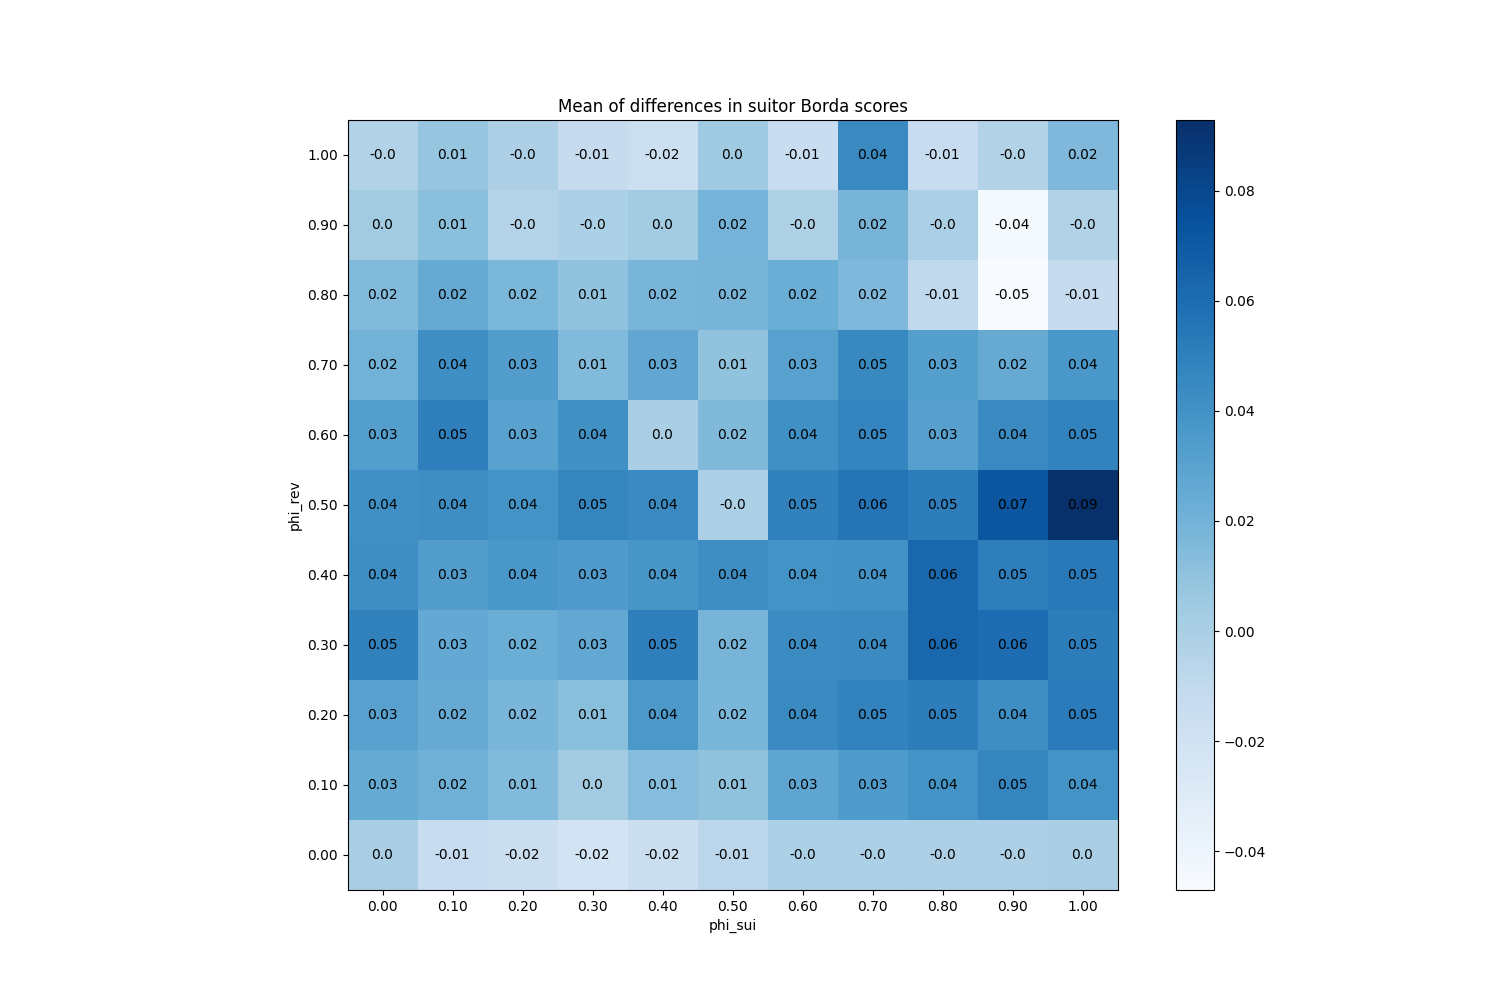 Mean of differences in suitor Borda scores
1.00 -0.0 0.01 -0.0 -0.01 -0.02 0.0 -0.01 0.04 -0.01 -0.0 0.02
0.90 0.0 0.01 -0.0 -0.0 0.0 0.02 -0.0 0.02 -0.0 -0.04 -0.0
0.80 0.02 0.02 0.02 0.01 0.02 0.02 0.02 0.02 -0.01 -0.05 -0.01
0.70 0.02 0.04 0.03 0.01 0.03 0.01 0.03 0.05 0.03 0.02 0.04
0.60 0.03 0.05 0.03 0.04 0.0 0.02 0.04 0.05 0.03 0.04 0.05
0.50 0.04 0.04 0.04 0.05 0.04 -0.0 0.05 0.06 0.05 0.07 0.09
0.40 0.04 0.03 0.04 0.03 0.04 0.04 0.04 0.04 0.06 0.05 0.05
0.30 0.05 0.03 0.02 0.03 0.05 0.02 0.04 0.04 0.06 0.06 0.05
0.20 0.03 0.02 0.02 0.01 0.04 0.02 0.04 0.05 0.05 0.04 0.05
0.10 0.03 0.02 0.01 0.0 0.01 0.01 0.03 0.03 0.04 0.05 0.04
0.00 0.0 -0.01 -0.02 -0.02 -0.02 -0.01 -0.0 -0.0 -0.0 -0.0 0.0
0.00 0.10 0.20 0.30 0.40 0.50 0.60 0.70 0.80 0.90 1.00
phi_sui
phi_rev
0.08
0.06
0.04
0.02
0.00
−0.02
−0.04